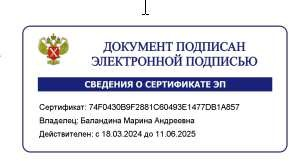 ДОКУМЕНТ ПОДПИСАН
ЭЛЕКТРОННОЙ ПОДПИСЬЮ
СВЕДЕНИЯ О СЕРТИФИКАТЕ ЭП
Сертификат: 74F0430B9F2881C60493E1477DB1A857
Владелец: Баландина Марина Андреевна
Действителен: с 18.03.2024 до 11.06.2025